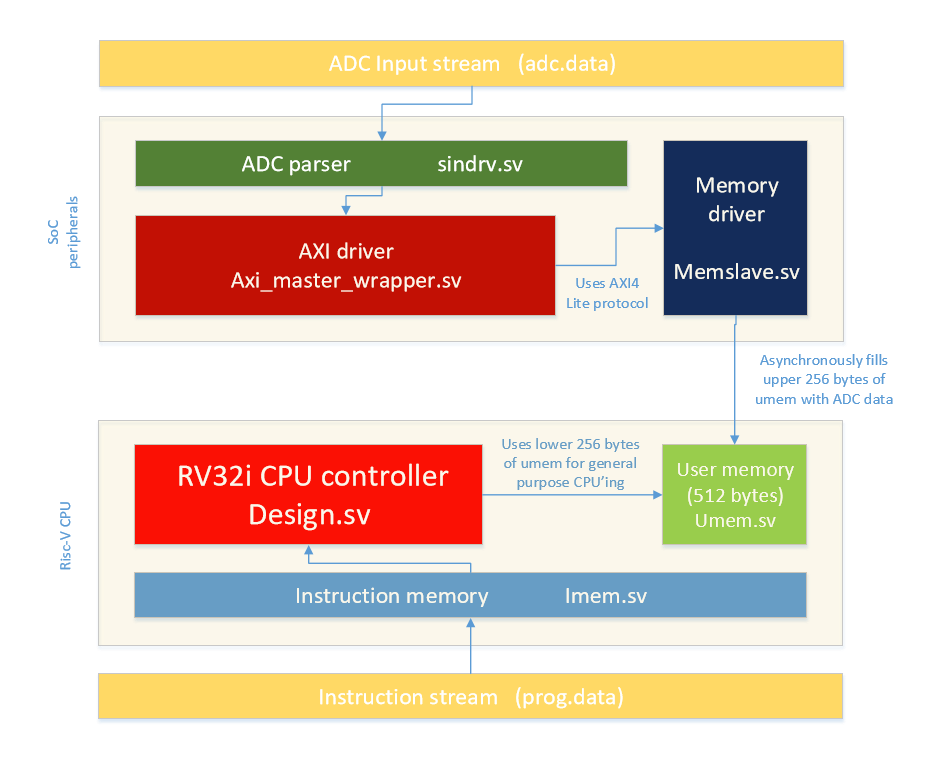 ADC Input stream (adc.data)
SoC
peripherals
ADC parser sindrv.sv
AXI driver
Axi_master_wrapper.sv
Uses AXI4
Lite protocol
Memory
driver
Memslave.sv
Asynchronously fills
upper 256 bytes of
umem with ADC data
Risc-V CPU
RV32i CPU controller
Design.sv
Uses lower 256 bytes
of umem for general
purpose CPU'ing
User memory
(512 bytes)
Umem.sv
Instruction memory Imem.sv
Instruction stream (prog.data)